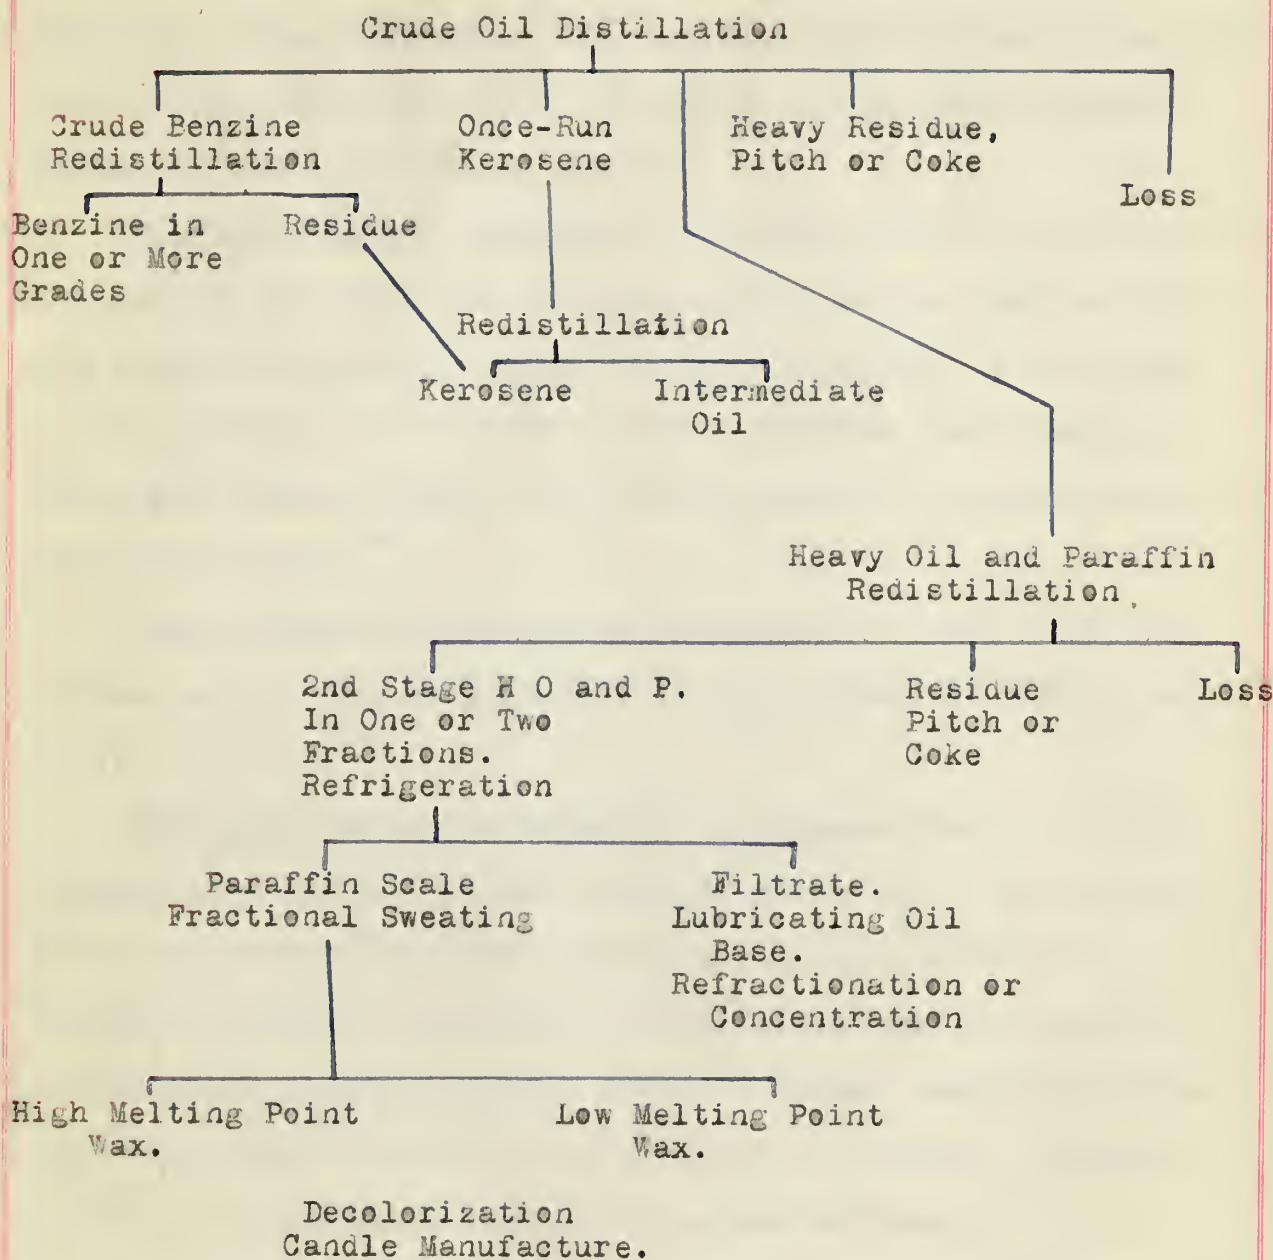 Crude Oil Distillation
Crude Benzine
Redistillation
Once-Run
Kerosene
Heavy Residue,
Pitch or Coke
Loss
Benzine in
One or More
Grades
Residue
Redistillation
Kerosene
Intermediate
Oil
Heavy Oil and Paraffin
Redistillation
2nd Stage H O and P.
In One or Two
Fractions.
Refrigeration
Residue
Pitch or
Coke
Loss
Paraffin Scale
Fractional Sweating
Filtrate.
Lubricating Oil
Base.
Refractionation or
Concentration
High Melting Point
Wax.
Low Melting Point
Wax.
Decolorization
Candle Manufacture.